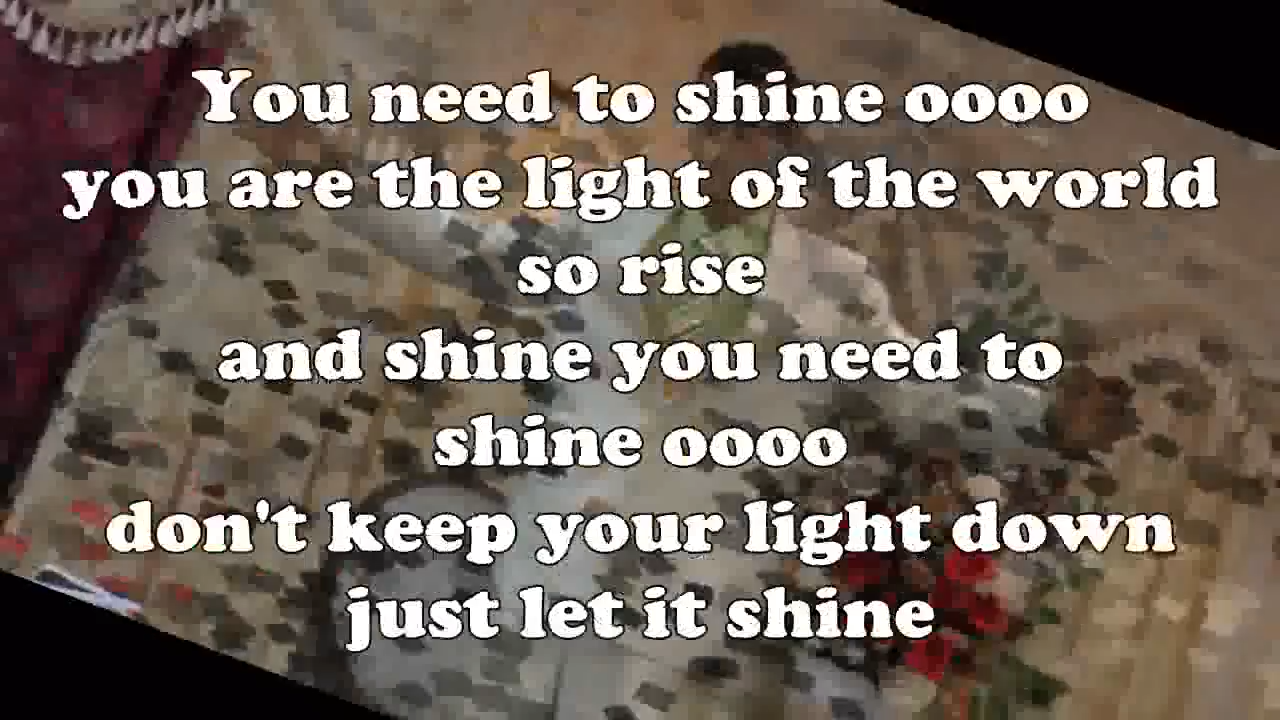 You need to shine oooo
you are the light of the world
so rise
and shine you need to
shine oooo
don't keep your light down
just let it shine